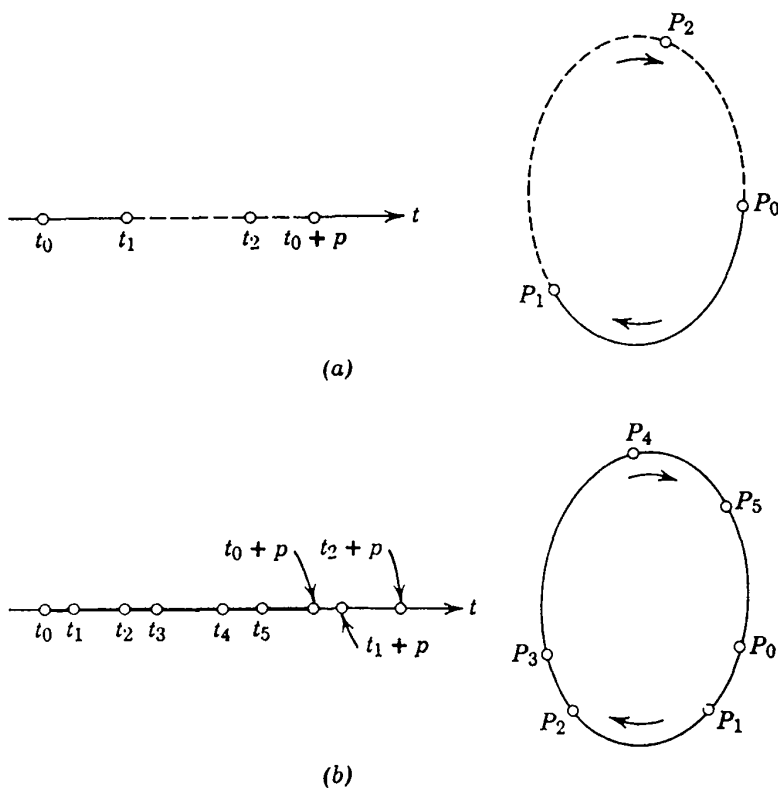 P₂
P₀
t
t₀ t₁ t₂ t₀ + p
P₁
(a)
P₄
P₅
t₀ + p t₂ + p
t
t₀ t₁ t₂ t₃ t₄ t₅
t₁ + p
P₃
P₀
P₂
P₁
(b)